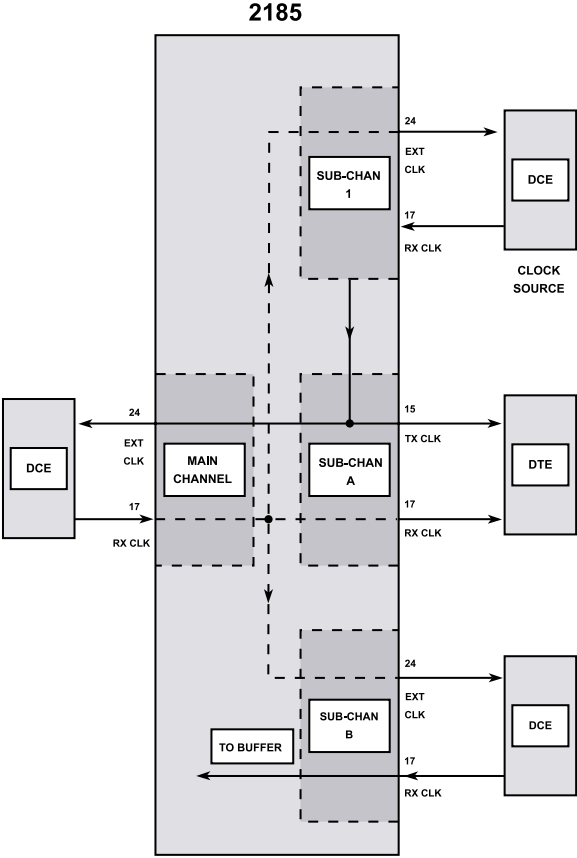 2185
24
EXT
CLK
SUB-CHAN
1
DCE
17
RX CLK
CLOCK
SOURCE
24
EXT
CLK
DCE
17
RX CLK
MAIN
CHANNEL
SUB-CHAN
A
15
TX CLK
DTE
17
RX CLK
24
EXT
CLK
SUB-CHAN
B
DCE
TO BUFFER
17
RX CLK